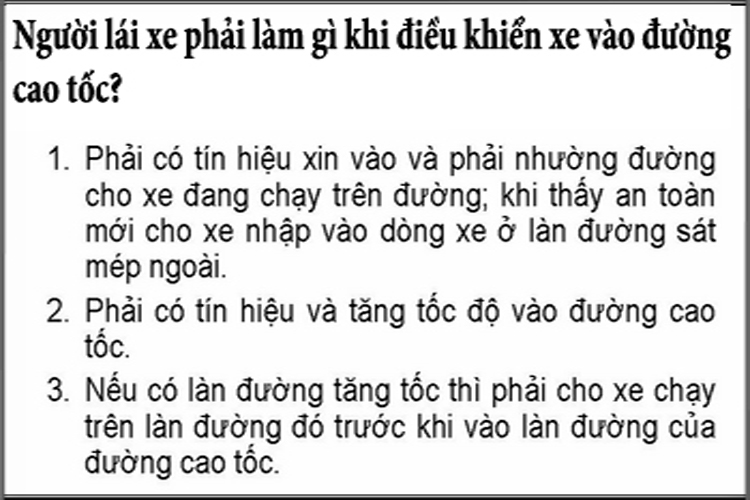 Người lái xe phải làm gì khi điều khiển xe vào đường
cao tốc?
1. Phải có tín hiệu xin vào và phải nhường đường
cho xe đang chạy trên đường; khi thấy an toàn
mới cho xe nhập vào dòng xe ở làn đường sát
mép ngoài.
2. Phải có tín hiệu và tăng tốc độ vào đường cao
tốc.
3. Nếu có làn đường tăng tốc thì phải cho xe chạy
trên làn đường đó trước khi vào làn đường của
đường cao tốc.